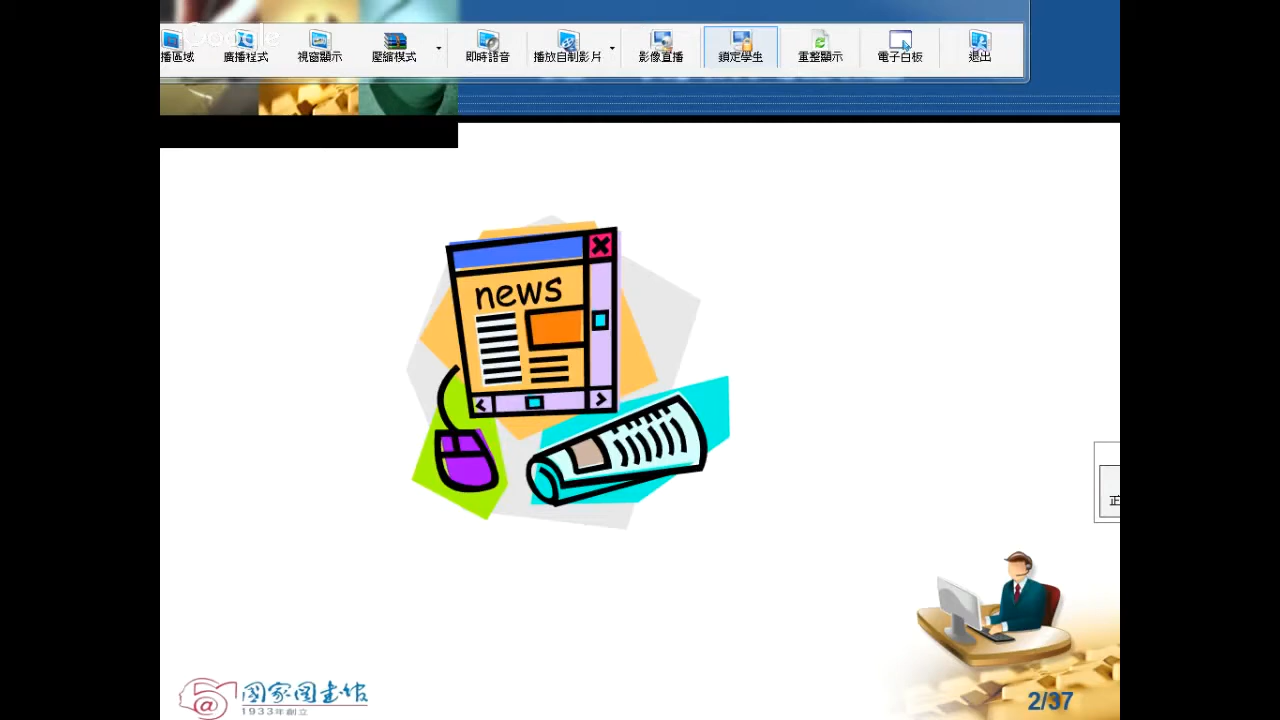 Google
播區域 廣播程式 視窗顯示 壓縮模式 即時語音 播放自制影片 影像直播 鎖定學生 重整顯示 電子白板 退出
news
正
國家圖書館
1933年創立
2/37